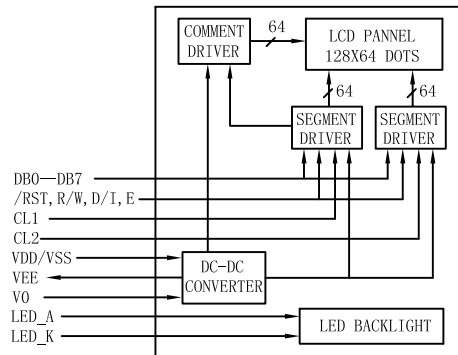 COMMENT
DRIVER
64
LCD PANNEL
128X64 DOTS
64
64
SEGMENT
DRIVER
SEGMENT
DRIVER
DB0—DB7
/RST, R/W, D/I, E
CL1
CL2
VDD/VSS
VEE
V0
DC-DC
CONVERTER
LED_A
LED_K
LED BACKLIGHT